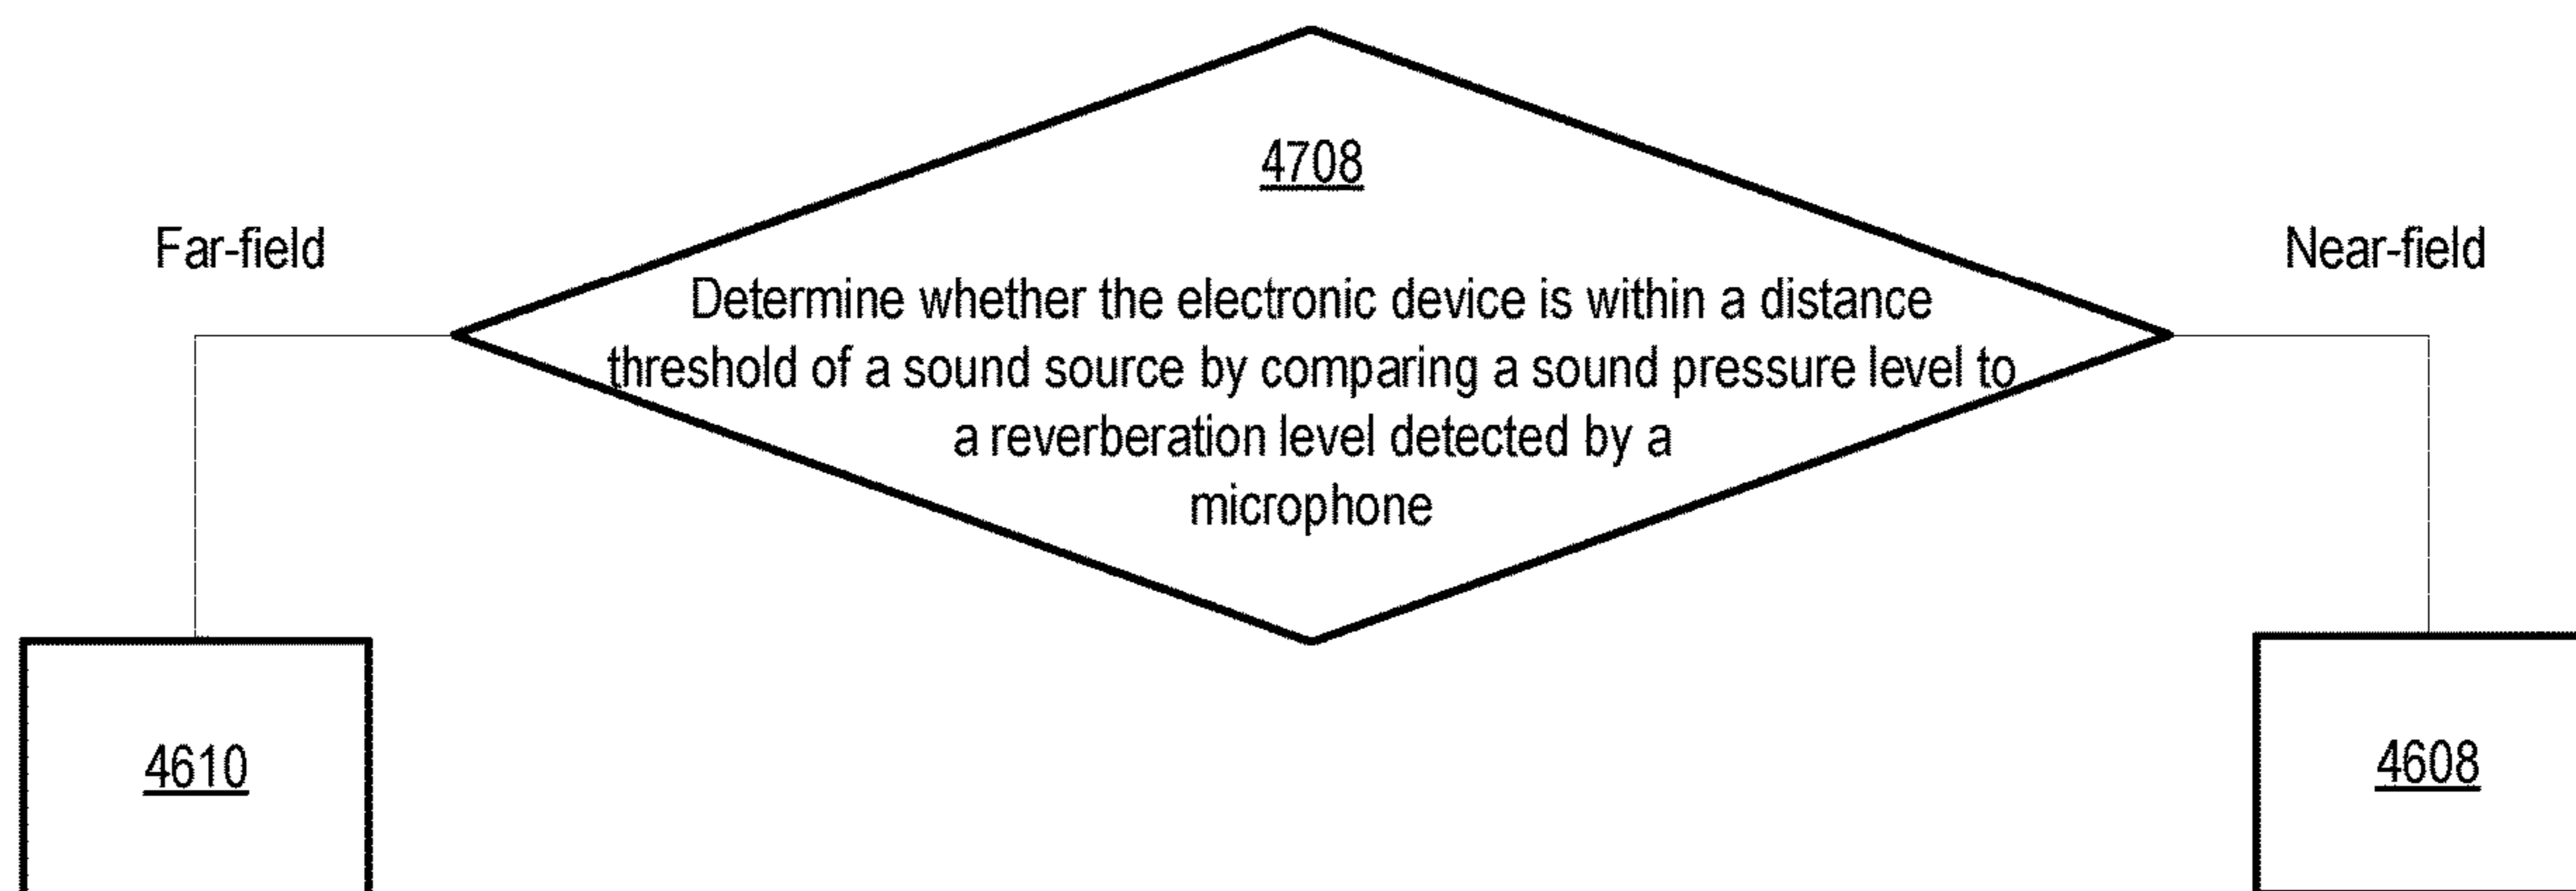 4708
Far-field
Near-field
Determine whether the electronic device is within a distance
threshold of a sound source by comparing a sound pressure level to
a reverberation level detected by a
microphone
4610
4608